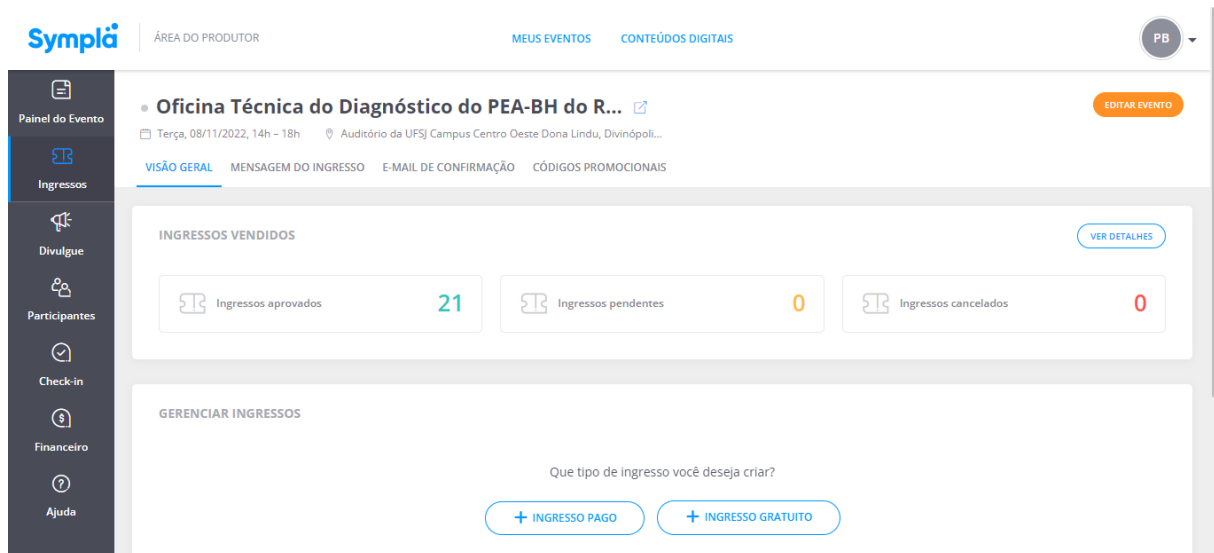 Sympla
ÁREA DO PRODUTOR
MEUS EVENTOS
CONTEÚDOS DIGITAIS
PB
Painel do Evento
Ingressos
Divulgue
Participantes
Check-in
Financeiro
Ajuda
Oficina Técnica do Diagnóstico do PEA-BH do R...
EDITAR EVENTO
Terça, 08/11/2022, 14h – 18h
Auditório da UFSJ Campus Centro Oeste Dona Lindu, Divinópoli...
VISÃO GERAL
MENSAGEM DO INGRESSO
E-MAIL DE CONFIRMAÇÃO
CÓDIGOS PROMOCIONAIS
INGRESSOS VENDIDOS
VER DETALHES
Ingressos aprovados 21
Ingressos pendentes 0
Ingressos cancelados 0
GERENCIAR INGRESSOS
Que tipo de ingresso você deseja criar?
+ INGRESSO PAGO
+ INGRESSO GRATUITO